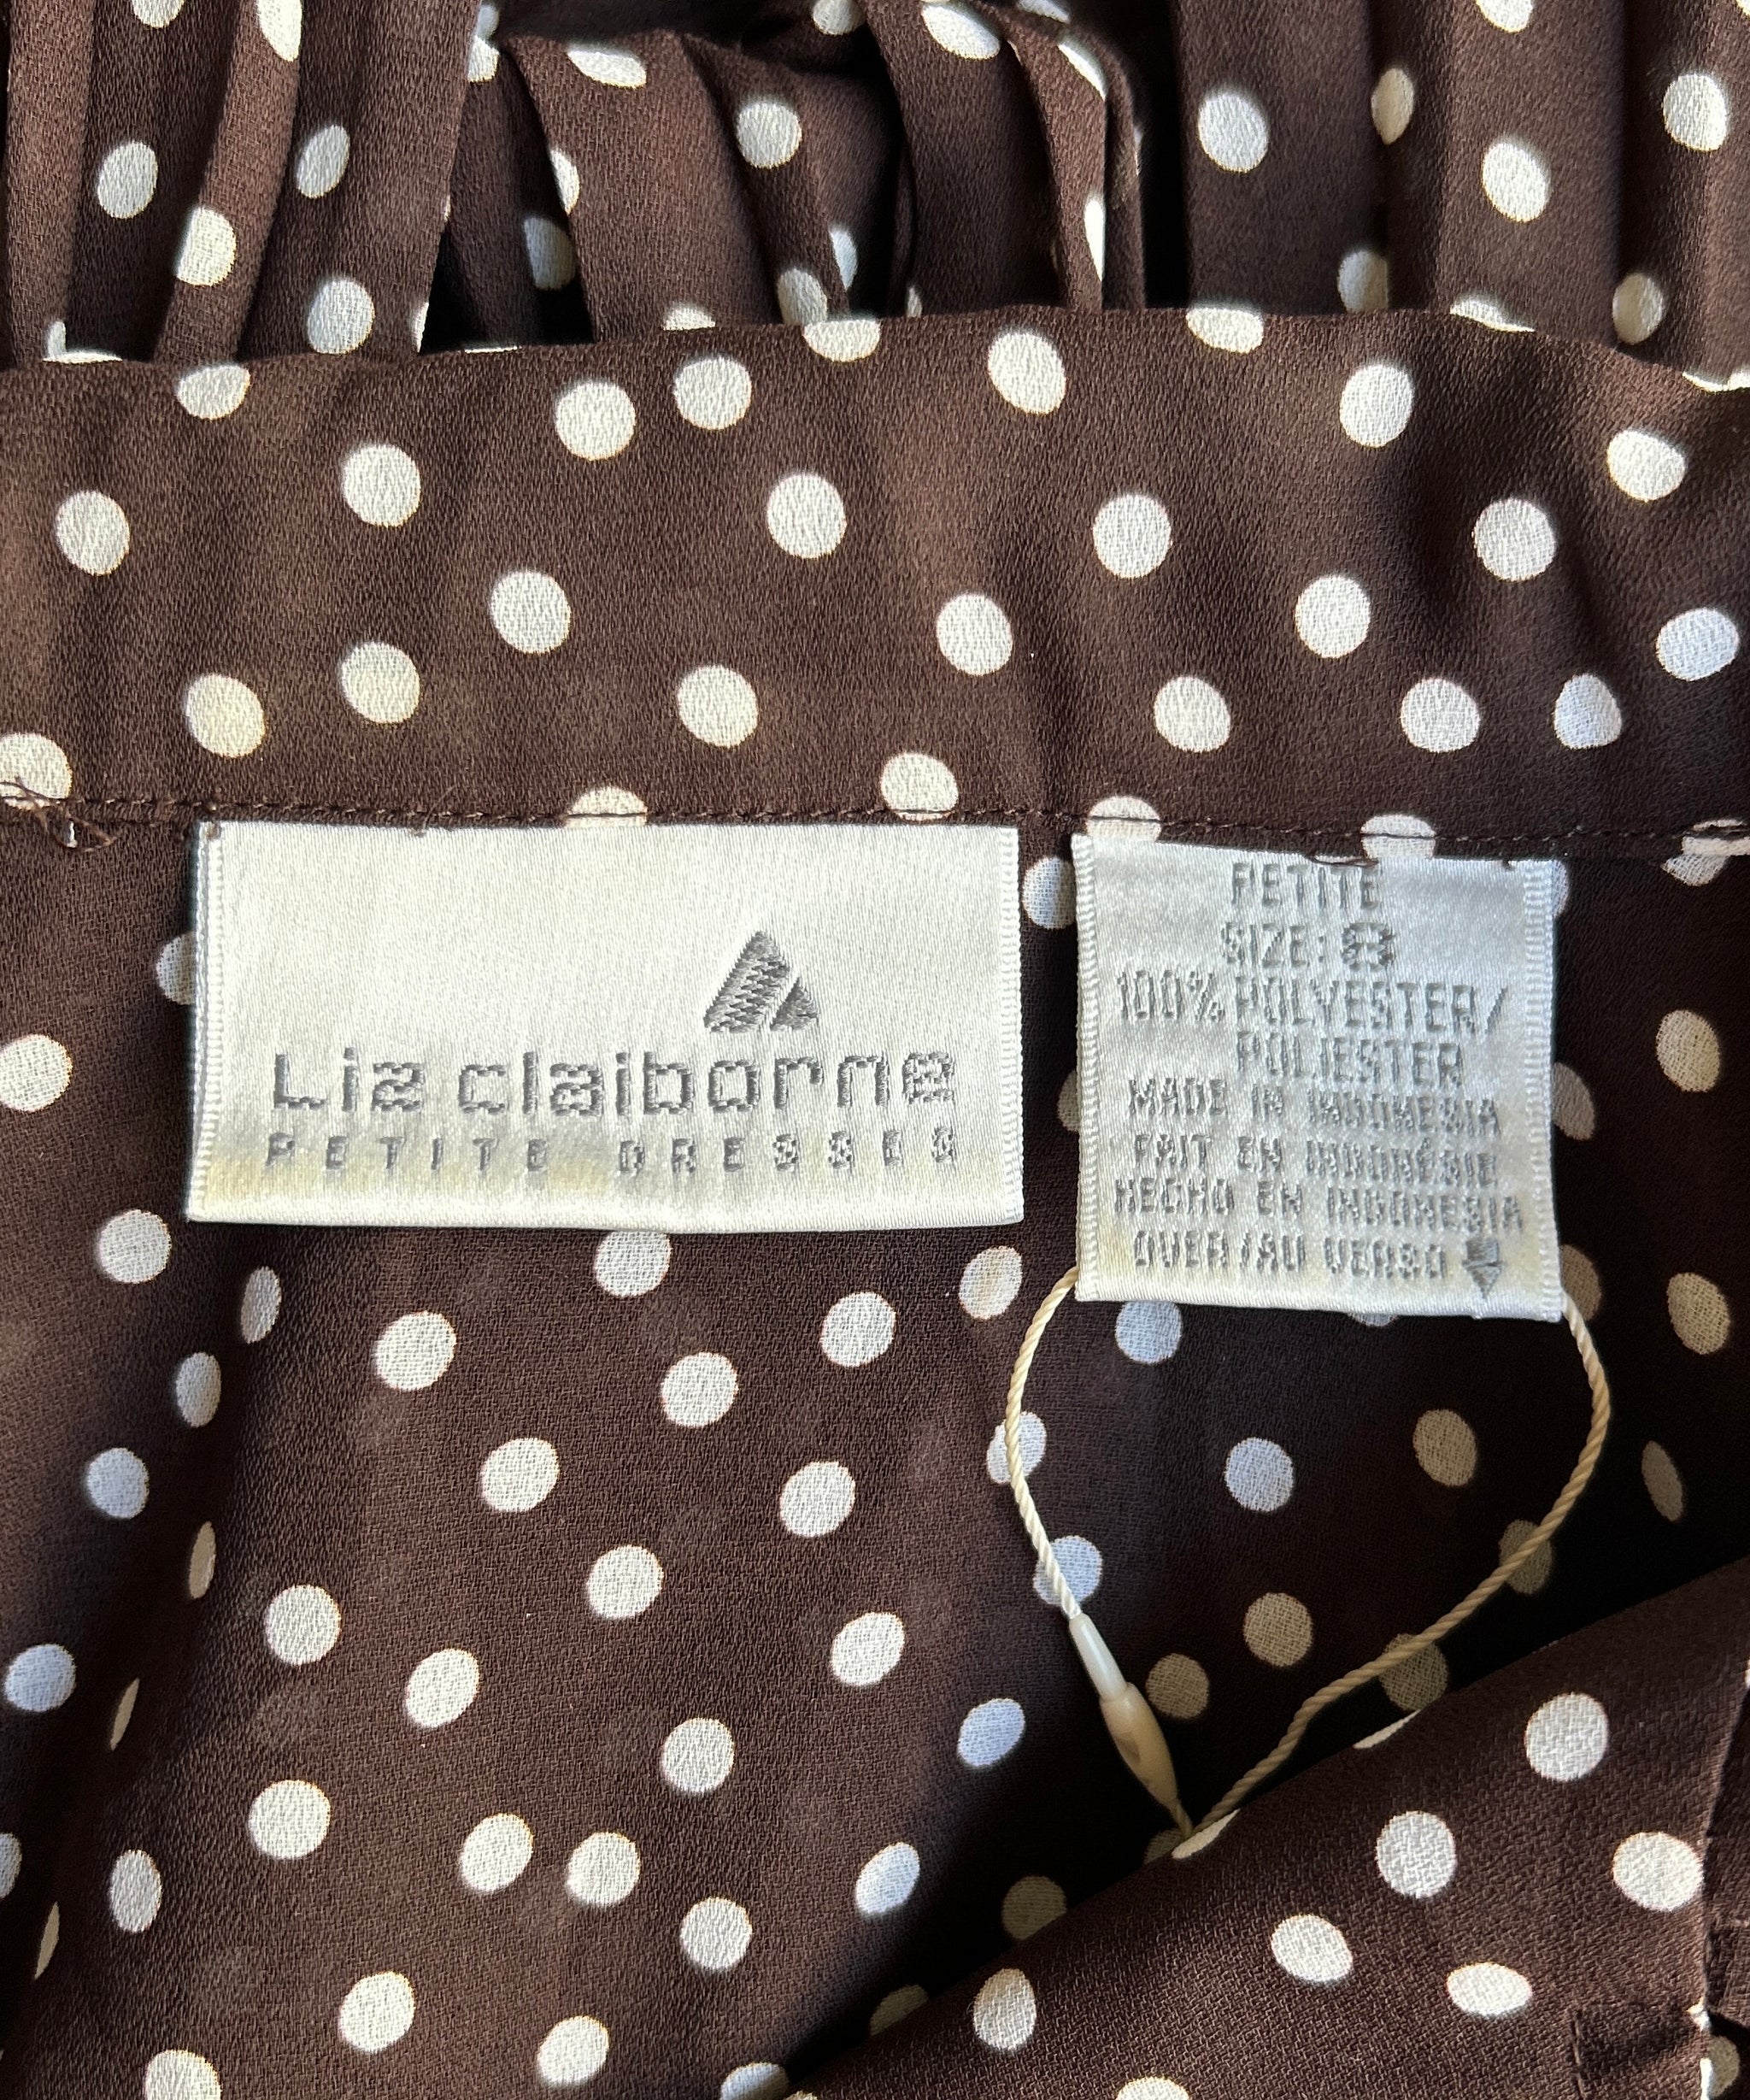 Liz claiborne
PETITE DRESSES
PETITE
SIZE: 8
100% POLYESTER/
POLIESTER
MADE IN INDONESIA
FAIT EN INDONÉSIE
HECHO EN INDONESIA
OVER/AU VERSO